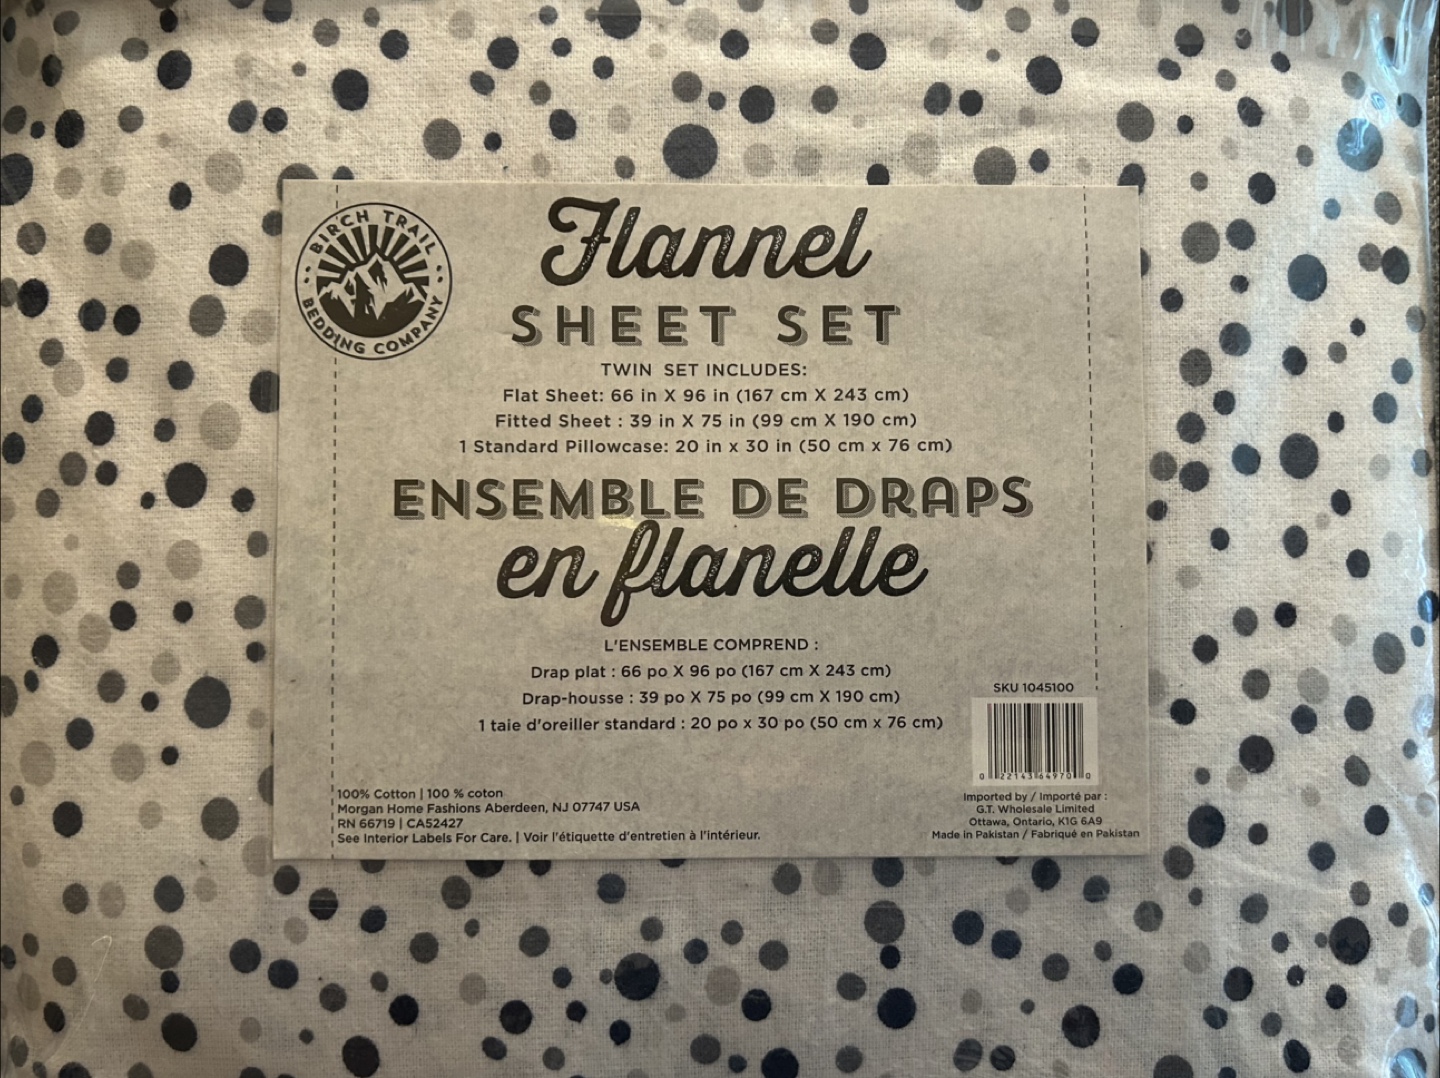 BIRCH TRAIL
BEDDING COMPANY
Flannel
SHEET SET
TWIN SET INCLUDES:
Flat Sheet: 66 in X 96 in (167 cm X 243 cm)
Fitted Sheet : 39 in X 75 in (99 cm X 190 cm)
1 Standard Pillowcase: 20 in x 30 in (50 cm x 76 cm)
ENSEMBLE DE DRAPS
en flanelle
L'ENSEMBLE COMPREND :
Drap plat : 66 po X 96 po (167 cm X 243 cm)
Drap-housse : 39 po X 75 po (99 cm X 190 cm)
1 taie d'oreiller standard : 20 po x 30 po (50 cm x 76 cm)
SKU 1045100
0 22143 64970 0
100% Cotton | 100 % coton
Morgan Home Fashions Aberdeen, NJ 07747 USA
RN 66719 | CA52427
See Interior Labels For Care. | Voir l'étiquette d'entretien à l'intérieur.
Imported by / Importé par :
G.T. Wholesale Limited
Ottawa, Ontario, K1G 6A9
Made in Pakistan / Fabriqué en Pakistan